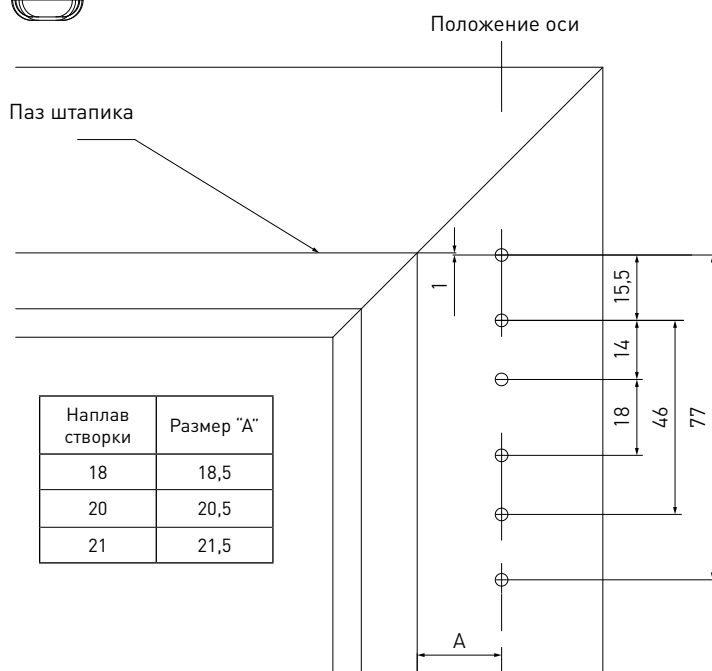 Положение оси
Паз штапика
1
15,5
14
18
46
77
Наплав створки
Размер “А”
18
18,5
20
20,5
21
21,5
А